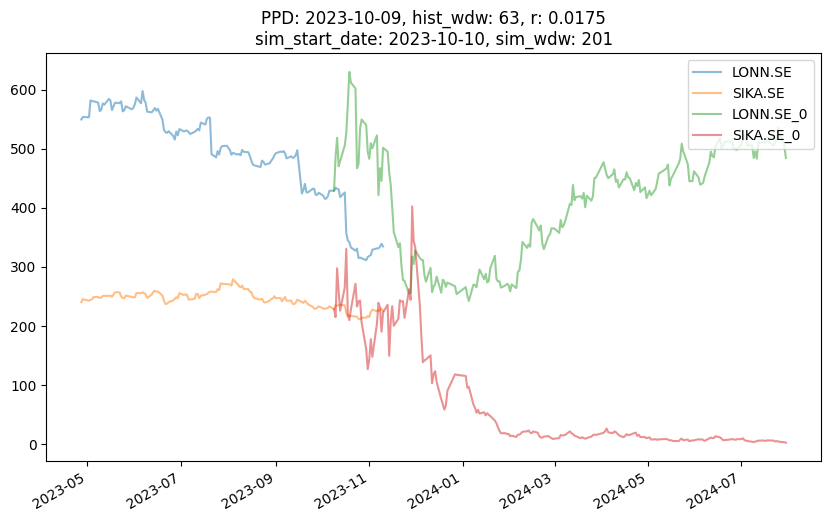 PPD: 2023-10-09, hist_wdw: 63, r: 0.0175
sim_start_date: 2023-10-10, sim_wdw: 201
LONN.SE
SIKA.SE
LONN.SE_0
SIKA.SE_0
600
500
400
300
200
100
0
2023-05
2023-07
2023-09
2023-11
2024-01
2024-03
2024-05
2024-07